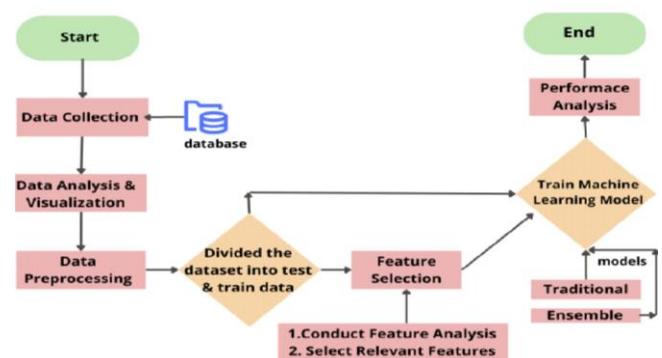 Start
Data Collection
database
Data Analysis &
Visualization
Data
Preprocessing
Divided the
dataset into test
& train data
Feature
Selection
1.Conduct Feature Analysis
2. Select Relevant Features
Train Machine
Learning Model
models
Traditional
Ensemble
Performace
Analysis
End